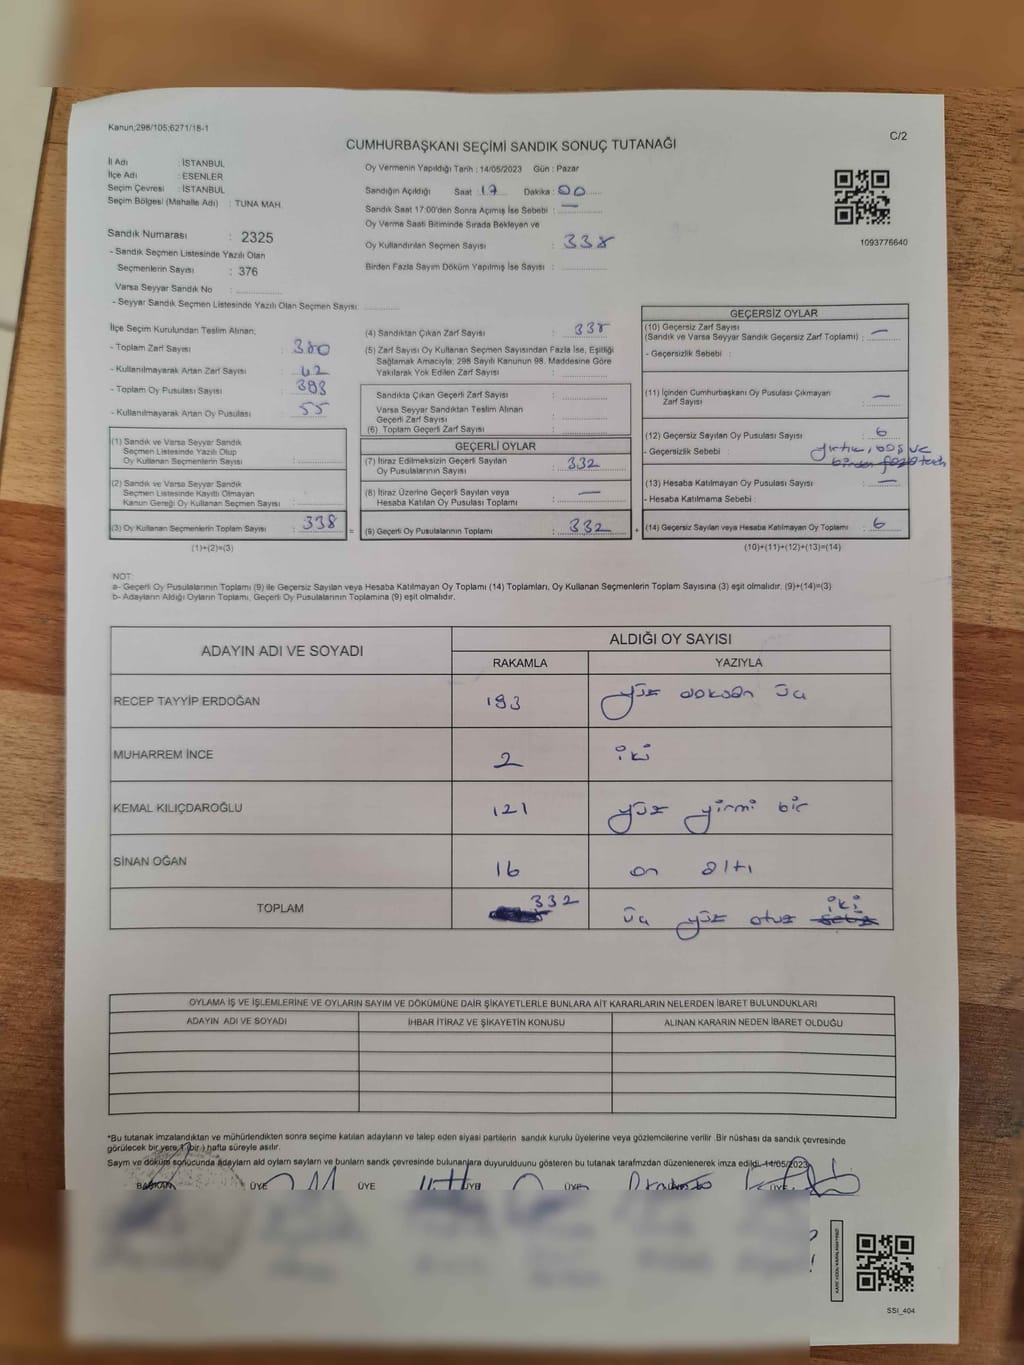 Kanun;298/105;6271/18-1
C/2
CUMHURBAŞKANI SEÇİMİ SANDIK SONUÇ TUTANAĞI
İl Adı : İSTANBUL
İlçe Adı : ESENLER
Seçim Çevresi : İSTANBUL
Seçim Bölgesi (Mahalle Adı) : TUNA MAH.
Sandık Numarası : 2325
- Sandık Seçmen Listesinde Yazılı Olan
Seçmenlerin Sayısı : 376
Varsa Seyyar Sandık No : ............
- Seyyar Sandık Seçmen Listesinde Yazılı Olan Seçmen Sayısı: ............
Oy Vermenin Yapıldığı Tarih : 14/05/2023 Gün : Pazar
Sandığın Açıldığı Saat 17 Dakika : 00
Sandık Saat 17:00'den Sonra Açımış İse Sebebi : —
Oy Verme Saati Bitiminde Sırada Bekleyen ve
Oy Kullandırılan Seçmen Sayısı : 338
Birden Fazla Sayım Döküm Yapılmış İse Sayısı : ............
1093776640
İlçe Seçim Kurulundan Teslim Alınan;
- Toplam Zarf Sayısı : 380
- Kullanılmayarak Artan Zarf Sayısı : 42
- Toplam Oy Pusulası Sayısı : 393
- Kullanılmayarak Artan Oy Pusulası : 55
(1) Sandık ve Varsa Seyyar Sandık
Seçmen Listesinde Yazılı Olup
Oy Kullanan Seçmenlerin Sayısı : ............
(2) Sandık ve Varsa Seyyar Sandık
Seçmen Listesinde Kayıtlı Olmayan
Kanun Gereği Oy Kullanan Seçmen Sayısı : ............
(3) Oy Kullanan Seçmenlerin Toplam Sayısı : 338
(1)+(2)=(3)
(4) Sandıktan Çıkan Zarf Sayısı : 338
(5) Zarf Sayısı Oy Kullanan Seçmen Sayısından Fazla İse, Eşitliği
Sağlamak Amacıyla; 298 Sayılı Kanunun 98. Maddesine Göre
Yakılarak Yok Edilen Zarf Sayısı : ............
Sandıkta Çıkan Geçerli Zarf Sayısı : ............
Varsa Seyyar Sandıktan Teslim Alınan
Geçerli Zarf Sayısı : ............
(6) Toplam Geçerli Zarf Sayısı : ............
GEÇERLİ OYLAR
(7) İtiraz Edilmeksizin Geçerli Sayılan
Oy Pusulalarının Sayısı : 332
(8) İtiraz Üzerine Geçerli Sayılan veya
Hesaba Katılan Oy Pusulası Toplamı : —
=
(9) Geçerli Oy Pusulalarının Toplamı : 332
+
GEÇERSİZ OYLAR
(10) Geçersiz Zarf Sayısı
(Sandık ve Varsa Seyyar Sandık Geçersiz Zarf Toplamı) : —
- Geçersizlik Sebebi :
(11) İçinden Cumhurbaşkanı Oy Pusulası Çıkmayan
Zarf Sayısı : —
(12) Geçersiz Sayılan Oy Pusulası Sayısı : 6
- Geçersizlik Sebebi : yırtık, boş ve
birden fazla
(13) Hesaba Katılmayan Oy Pusulası Sayısı : —
- Hesaba Katılmama Sebebi :
(14) Geçersiz Sayılan veya Hesaba Katılmayan Oy Toplamı : 6
(10)+(11)+(12)+(13)=(14)
NOT:
a- Geçerli Oy Pusulalarının Toplamı (9) ile Geçersiz Sayılan veya Hesaba Katılmayan Oy Toplamı (14) Toplamları, Oy Kullanan Seçmenlerin Toplam Sayısına (3) eşit olmalıdır. (9)+(14)=(3)
b- Adayların Aldığı Oyların Toplamı, Geçerli Oy Pusulalarının Toplamına (9) eşit olmalıdır.
ADAYIN ADI VE SOYADI
ALDIĞI OY SAYISI
RAKAMLA YAZIYLA
RECEP TAYYİP ERDOĞAN 193 yüz doksan üç
MUHARREM İNCE 2 iki
KEMAL KILIÇDAROĞLU 121 yüz yirmi bir
SİNAN OĞAN 16 on altı
TOPLAM 332 üç yüz otuz sekiz iki
OYLAMA İŞ VE İŞLEMLERİNE VE OYLARIN SAYIM VE DÖKÜMÜNE DAİR ŞİKAYETLERLE BUNLARA AİT KARARLARIN NELERDEN İBARET BULUNDUKLARI
ADAYIN ADI VE SOYADI İHBAR İTİRAZ VE ŞİKAYETİN KONUSU ALINAN KARARIN NEDEN İBARET OLDUĞU
*Bu tutanak imzalandıktan ve mühürlendikten sonra seçime katılan adayların ve talep eden siyasi partilerin sandık kurulu üyelerine veya gözlemcilerine verilir. Bir nüshası da sandık çevresinde
görülecek bir yere 1 (bir) hafta süreyle asılır.
Sayım ve döküm sonucunda adayların ald oyların sayları ve bunların sandk çevresinde bulunanlara duyurulduunu gösteren bu tutanak tarafmzdan düzenlenerek imza edildi. 14/05/2023
BAŞKAN ÜYE ÜYE ÜYE ÜYE ÜYE
SSI_404